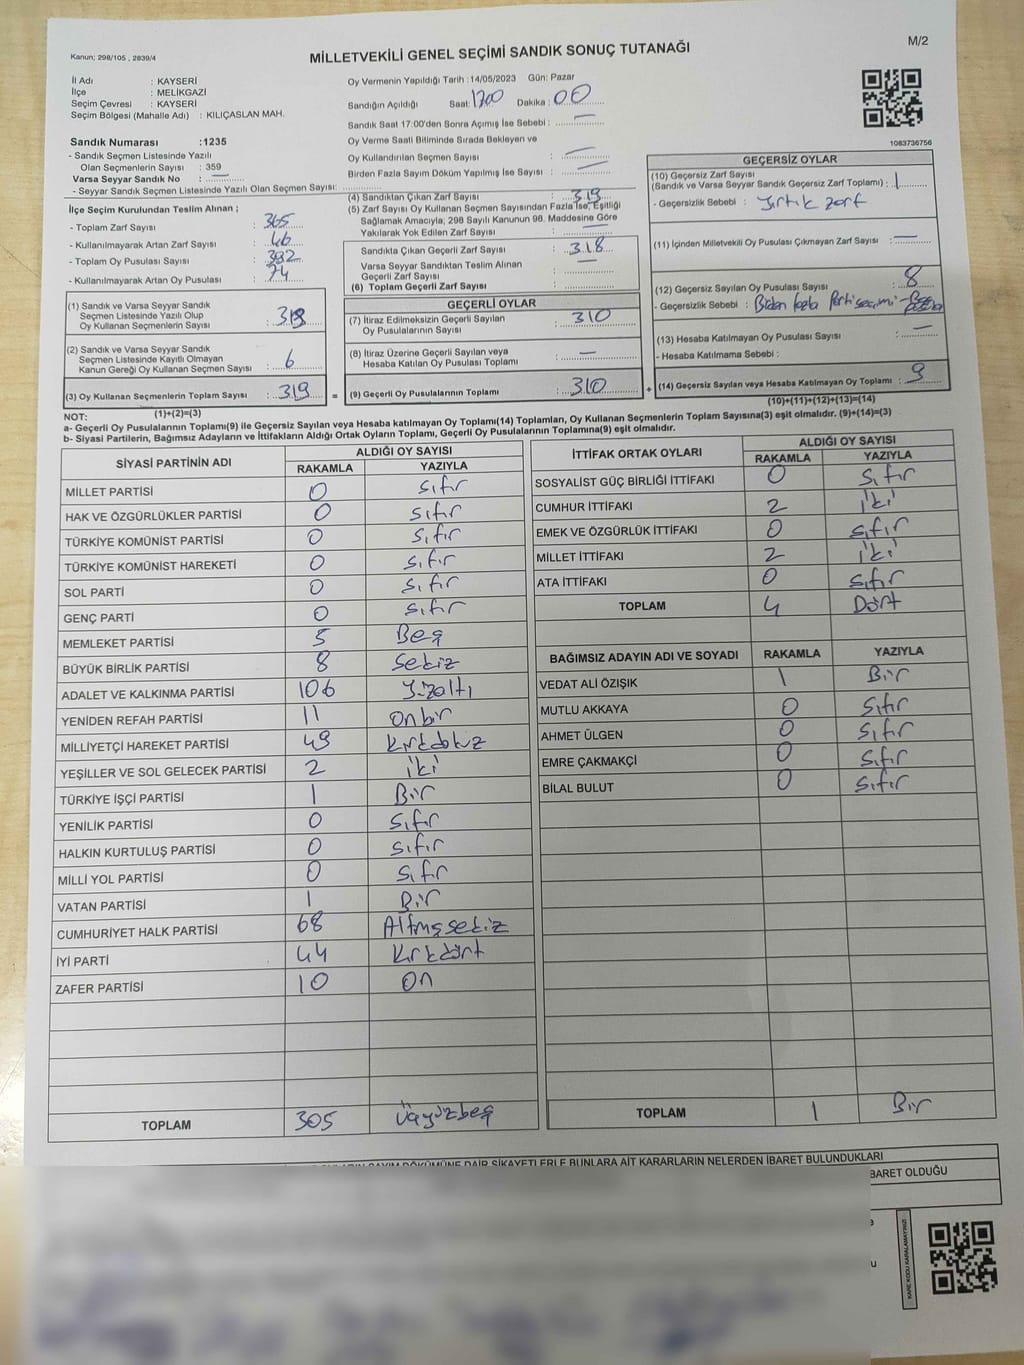 M/2
Kanun; 298/105 , 2839/4
MİLLETVEKİLİ GENEL SEÇİMİ SANDIK SONUÇ TUTANAĞI
İl Adı : KAYSERİ
İlçe : MELİKGAZİ
Seçim Çevresi : KAYSERİ
Seçim Bölgesi (Mahalle Adı) : KILIÇASLAN MAH.
Sandık Numarası :1235
- Sandık Seçmen Listesinde Yazılı
Olan Seçmenlerin Sayısı : 359
Varsa Seyyar Sandık No : —
- Seyyar Sandık Seçmen Listesinde Yazılı Olan Seçmen Sayısı:
Oy Vermenin Yapıldığı Tarih :14/05/2023 Gün: Pazar
Sandığın Açıldığı Saat: 1700 Dakika : 00
Sandık Saat 17:00'den Sonra Açımış İse Sebebi : —
Oy Verme Saati Bitiminde Sırada Bekleyen ve
Oy Kullandırılan Seçmen Sayısı : —
Birden Fazla Sayım Döküm Yapılmış İse Sayısı : —
1083736756
İlçe Seçim Kurulundan Teslim Alınan ;
- Toplam Zarf Sayısı : 365
- Kullanılmayarak Artan Zarf Sayısı : 46
- Toplam Oy Pusulası Sayısı :
- Kullanılmayarak Artan Oy Pusulası : 74
(1) Sandık ve Varsa Seyyar Sandık
Seçmen Listesinde Yazılı Olup
Oy Kullanan Seçmenlerin Sayısı :
(2) Sandık ve Varsa Seyyar Sandık
Seçmen Listesinde Kayıtlı Olmayan
Kanun Gereği Oy Kullanan Seçmen Sayısı : 6
(3) Oy Kullanan Seçmenlerin Toplam Sayısı : 319
(4) Sandıktan Çıkan Zarf Sayısı : 319
(5) Zarf Sayısı Oy Kullanan Seçmen Sayısından Fazla İse, Eşitliği
Sağlamak Amacıyla, 298 Sayılı Kanunun 98. Maddesine Göre
Yakılarak Yok Edilen Zarf Sayısı : —
Sandıkta Çıkan Geçerli Zarf Sayısı : 318
Varsa Seyyar Sandıktan Teslim Alınan
Geçerli Zarf Sayısı : —
(6) Toplam Geçerli Zarf Sayısı :
GEÇERLİ OYLAR
(7) İtiraz Edilmeksizin Geçerli Sayılan
Oy Pusulalarının Sayısı : 310
(8) İtiraz Üzerine Geçerli Sayılan veya
Hesaba Katılan Oy Pusulası Toplamı : —
= (9) Geçerli Oy Pusulalarının Toplamı : 310
GEÇERSİZ OYLAR
(10) Geçersiz Zarf Sayısı
(Sandık ve Varsa Seyyar Sandık Geçersiz Zarf Toplamı) : 1
- Geçersizlik Sebebi : Yırtık zarf
(11) İçinden Milletvekili Oy Pusulası Çıkmayan Zarf Sayısı : —
(12) Geçersiz Sayılan Oy Pusulası Sayısı : 8
- Geçersizlik Sebebi : Birden fazla Parti seçimi
(13) Hesaba Katılmayan Oy Pusulası Sayısı : —
- Hesaba Katılmama Sebebi :
+ (14) Geçersiz Sayılan veya Hesaba Katılmayan Oy Toplamı : 9
NOT: (1)+(2)=(3)
(10)+(11)+(12)+(13)=(14)
a- Geçerli Oy Pusulalarının Toplamı(9) ile Geçersiz Sayılan veya Hesaba katılmayan Oy Toplamı(14) Toplamları, Oy Kullanan Seçmenlerin Toplam Sayısına(3) eşit olmalıdır. (9)+(14)=(3)
b- Siyasi Partilerin, Bağımsız Adayların ve İttifakların Aldığı Ortak Oyların Toplamı, Geçerli Oy Pusulalarının Toplamına(9) eşit olmalıdır.
SİYASİ PARTİNİN ADI
ALDIĞI OY SAYISI
RAKAMLA YAZIYLA
MİLLET PARTİSİ 0 sıfır
HAK VE ÖZGÜRLÜKLER PARTİSİ 0 sıfır
TÜRKİYE KOMÜNİST PARTİSİ 0 sıfır
TÜRKİYE KOMÜNİST HAREKETİ 0 sıfır
SOL PARTİ 0 sıfır
GENÇ PARTİ 0 sıfır
MEMLEKET PARTİSİ 5 Beş
BÜYÜK BİRLİK PARTİSİ 8 Sekiz
ADALET VE KALKINMA PARTİSİ 106 Yüzaltı
YENİDEN REFAH PARTİSİ 11 onbir
MİLLİYETÇİ HAREKET PARTİSİ 49 Kırkdokuz
YEŞİLLER VE SOL GELECEK PARTİSİ 2 iki
TÜRKİYE İŞÇİ PARTİSİ 1 Bir
YENİLİK PARTİSİ 0 sıfır
HALKIN KURTULUŞ PARTİSİ 0 sıfır
MİLLİ YOL PARTİSİ 0 sıfır
VATAN PARTİSİ 1 Bir
CUMHURİYET HALK PARTİSİ 68 Altmışsekiz
İYİ PARTİ 44 Kırkdört
ZAFER PARTİSİ 10 on
TOPLAM 305 üçyüzbeş
İTTİFAK ORTAK OYLARI
ALDIĞI OY SAYISI
RAKAMLA YAZIYLA
SOSYALİST GÜÇ BİRLİĞİ İTTİFAKI 0 sıfır
CUMHUR İTTİFAKI 2 iki
EMEK VE ÖZGÜRLÜK İTTİFAKI 0 sıfır
MİLLET İTTİFAKI 2 iki
ATA İTTİFAKI 0 sıfır
TOPLAM 4 Dört
BAĞIMSIZ ADAYIN ADI VE SOYADI RAKAMLA YAZIYLA
VEDAT ALİ ÖZIŞIK 1 Bir
MUTLU AKKAYA 0 sıfır
AHMET ÜLGEN 0 sıfır
EMRE ÇAKMAKÇİ 0 sıfır
BİLAL BULUT 0 sıfır
TOPLAM 1 Bir
DÖKÜMÜNE DAİR ŞİKAYETLERLE BUNLARA AİT KARARLARIN NELERDEN İBARET BULUNDUKLARI
BARET OLDUĞU
KARE KODU KARALAMAYINIZ!